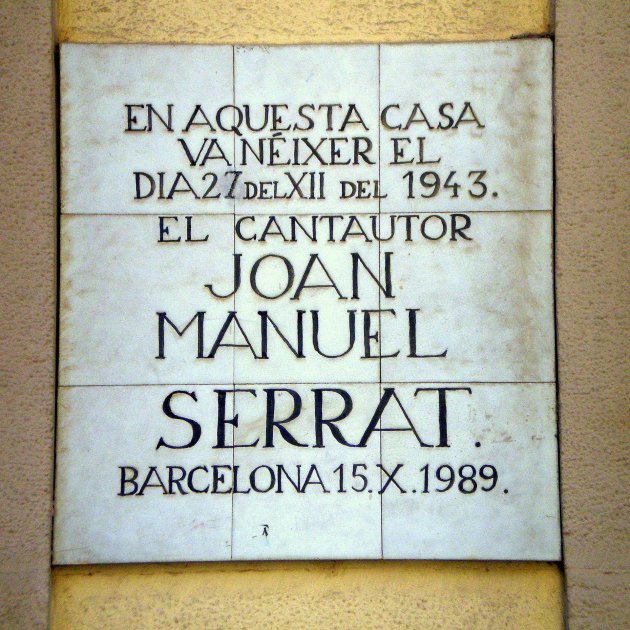 EN AQUESTA CASA
VA NÉIXER EL
DIA 27 DEL XII DEL 1943.
EL CANTAUTOR
JOAN
MANUEL
SERRAT.
BARCELONA 15.X.1989.